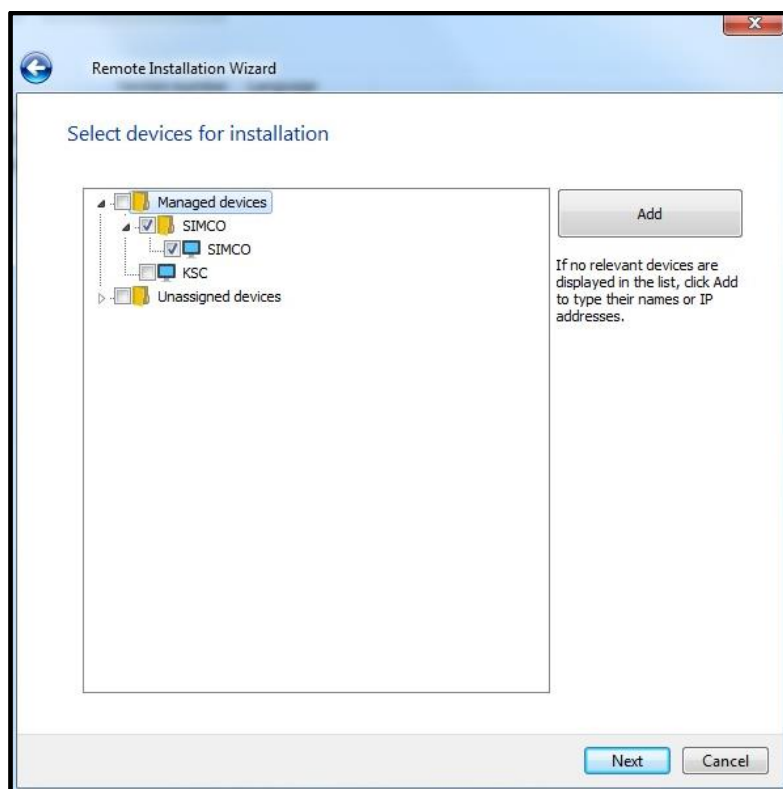 Remote Installation Wizard
Select devices for installation
Managed devices
SIMCO
SIMCO
KSC
Unassigned devices
Add
If no relevant devices are
displayed in the list, click Add
to type their names or IP
addresses.
Next
Cancel